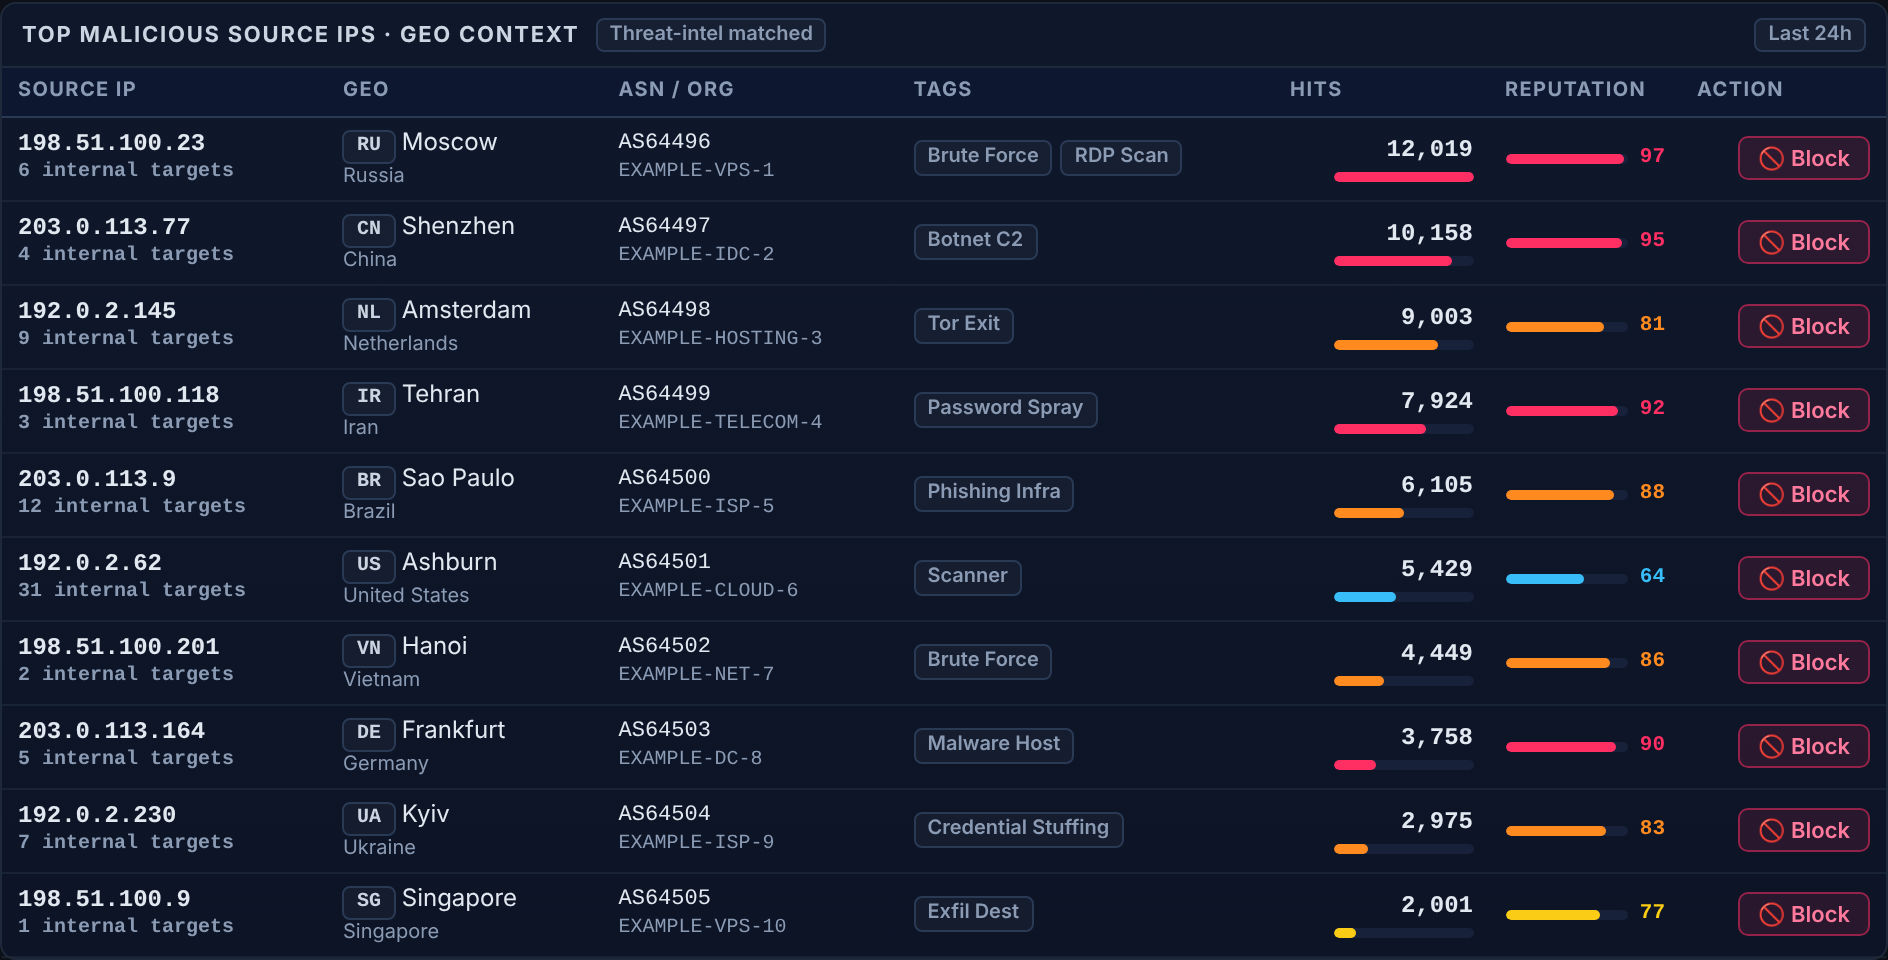 TOP MALICIOUS SOURCE IPS · GEO CONTEXT Threat-intel matched Last 24h
SOURCE IP GEO ASN / ORG TAGS HITS REPUTATION ACTION
198.51.100.23 RU Moscow AS64496 Brute Force RDP Scan 12,019 97 Block
6 internal targets Russia EXAMPLE-VPS-1
203.0.113.77 CN Shenzhen AS64497 Botnet C2 10,158 95 Block
4 internal targets China EXAMPLE-IDC-2
192.0.2.145 NL Amsterdam AS64498 Tor Exit 9,003 81 Block
9 internal targets Netherlands EXAMPLE-HOSTING-3
198.51.100.118 IR Tehran AS64499 Password Spray 7,924 92 Block
3 internal targets Iran EXAMPLE-TELECOM-4
203.0.113.9 BR Sao Paulo AS64500 Phishing Infra 6,105 88 Block
12 internal targets Brazil EXAMPLE-ISP-5
192.0.2.62 US Ashburn AS64501 Scanner 5,429 64 Block
31 internal targets United States EXAMPLE-CLOUD-6
198.51.100.201 VN Hanoi AS64502 Brute Force 4,449 86 Block
2 internal targets Vietnam EXAMPLE-NET-7
203.0.113.164 DE Frankfurt AS64503 Malware Host 3,758 90 Block
5 internal targets Germany EXAMPLE-DC-8
192.0.2.230 UA Kyiv AS64504 Credential Stuffing 2,975 83 Block
7 internal targets Ukraine EXAMPLE-ISP-9
198.51.100.9 SG Singapore AS64505 Exfil Dest 2,001 77 Block
1 internal targets Singapore EXAMPLE-VPS-10